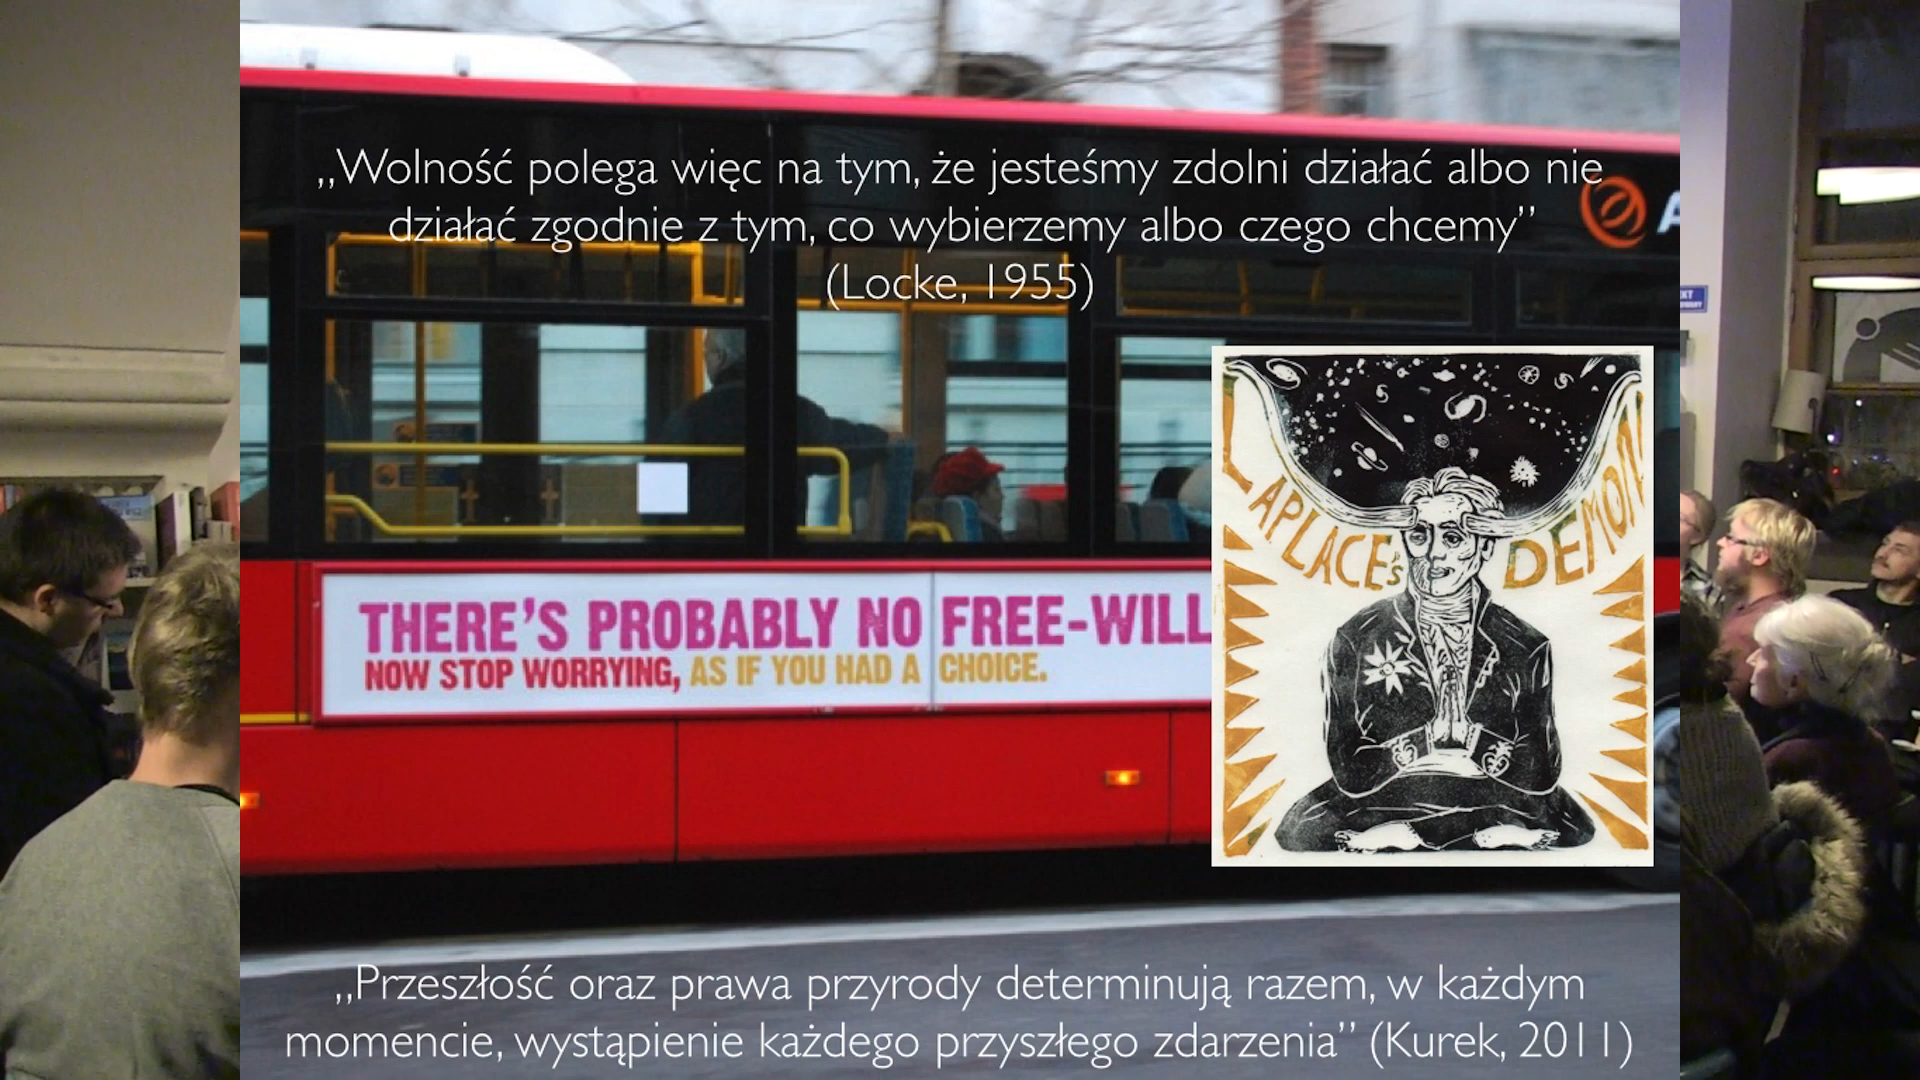 „Wolność polega więc na tym, że jesteśmy zdolni działać albo nie
działać zgodnie z tym, co wybierzemy albo czego chcemy”
(Locke, 1955)
LAPLACE's DEMON
THERE'S PROBABLY NO FREE-WILL
NOW STOP WORRYING, AS IF YOU HAD A CHOICE.
„Przeszłość oraz prawa przyrody determinują razem, w każdym
momencie, wystąpienie każdego przyszłego zdarzenia” (Kurek, 2011)